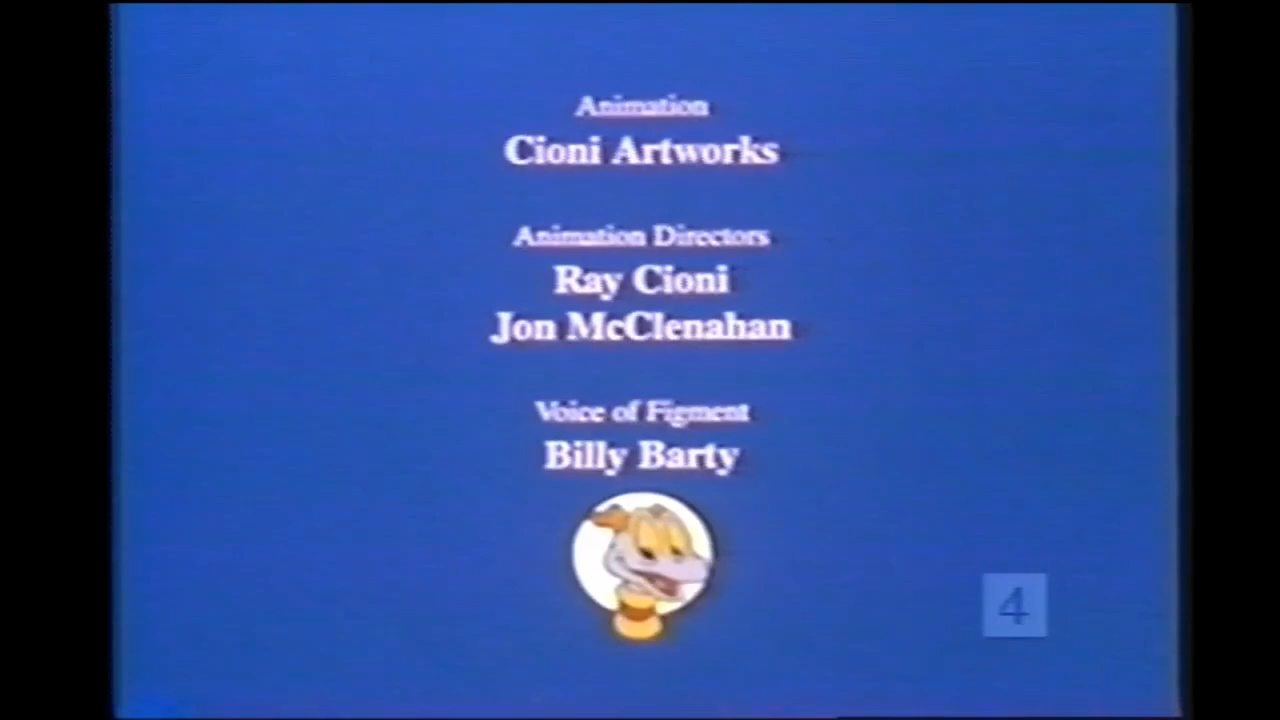 Animation
Cioni Artworks
Animation Directors
Ray Cioni
Jon McClenahan
Voice of Figment
Billy Barty
4